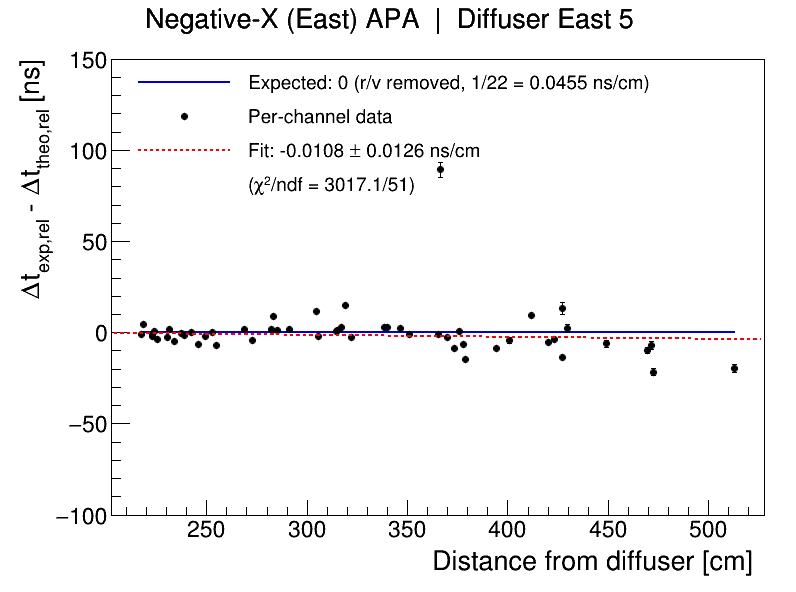 Negative-X (East) APA | Diffuser East 5
Δt_exp,rel - Δt_theo,rel [ns]
150
100
50
0
−50
−100
Expected: 0 (r/v removed, 1/22 = 0.0455 ns/cm)
Per-channel data
Fit: -0.0108 ± 0.0126 ns/cm
(χ²/ndf = 3017.1/51)
250 300 350 400 450 500
Distance from diffuser [cm]